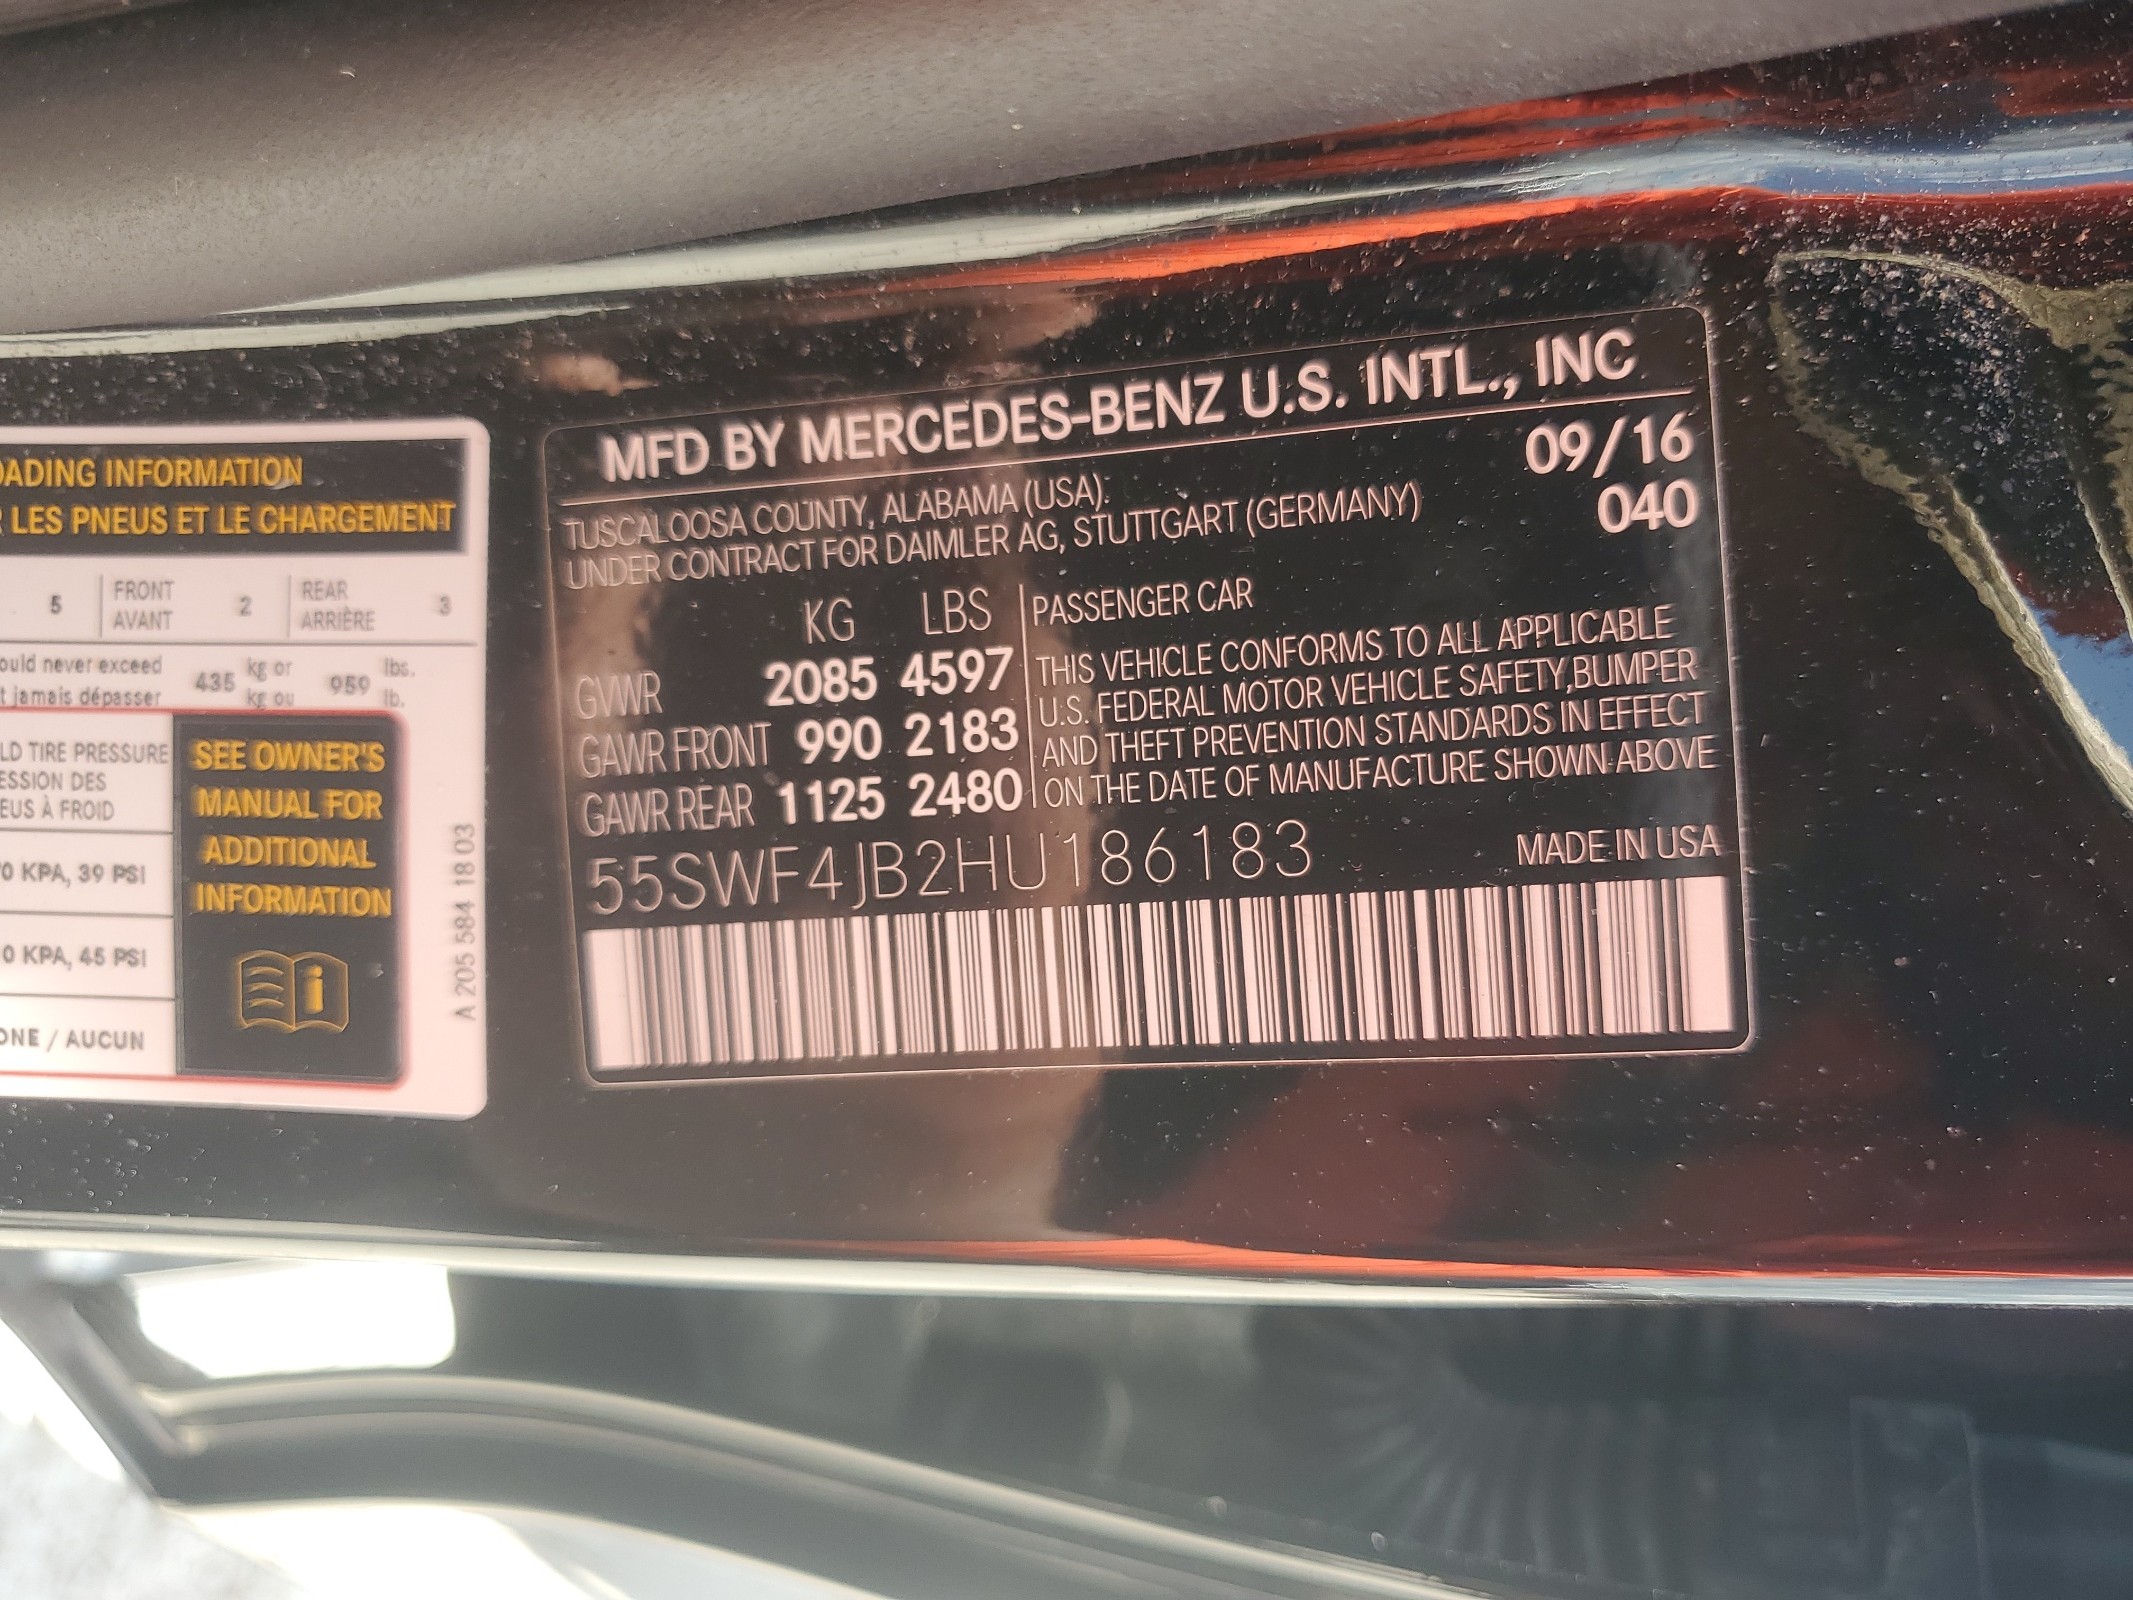 ADING INFORMATION
LES PNEUS ET LE CHARGEMENT
5 FRONT AVANT 2 REAR ARRIÈRE 3
ould never exceed 435 kg or 959 lbs.
t jamais dépasser kg ou lb.
LD TIRE PRESSURE
ESSION DES
EUS À FROID
0 KPA, 39 PSI
0 KPA, 45 PSI
ONE / AUCUN
SEE OWNER'S
MANUAL FOR
ADDITIONAL
INFORMATION
A 205 584 18 03
MFD BY MERCEDES-BENZ U.S. INTL., INC
TUSCALOOSA COUNTY, ALABAMA (USA). 09/16
UNDER CONTRACT FOR DAIMLER AG, STUTTGART (GERMANY) 040
KG LBS
GVWR 2085 4597
GAWR FRONT 990 2183
GAWR REAR 1125 2480
PASSENGER CAR
THIS VEHICLE CONFORMS TO ALL APPLICABLE
U.S. FEDERAL MOTOR VEHICLE SAFETY,BUMPER
AND THEFT PREVENTION STANDARDS IN EFFECT
ON THE DATE OF MANUFACTURE SHOWN ABOVE
55SWF4JB2HU186183 MADE IN USA